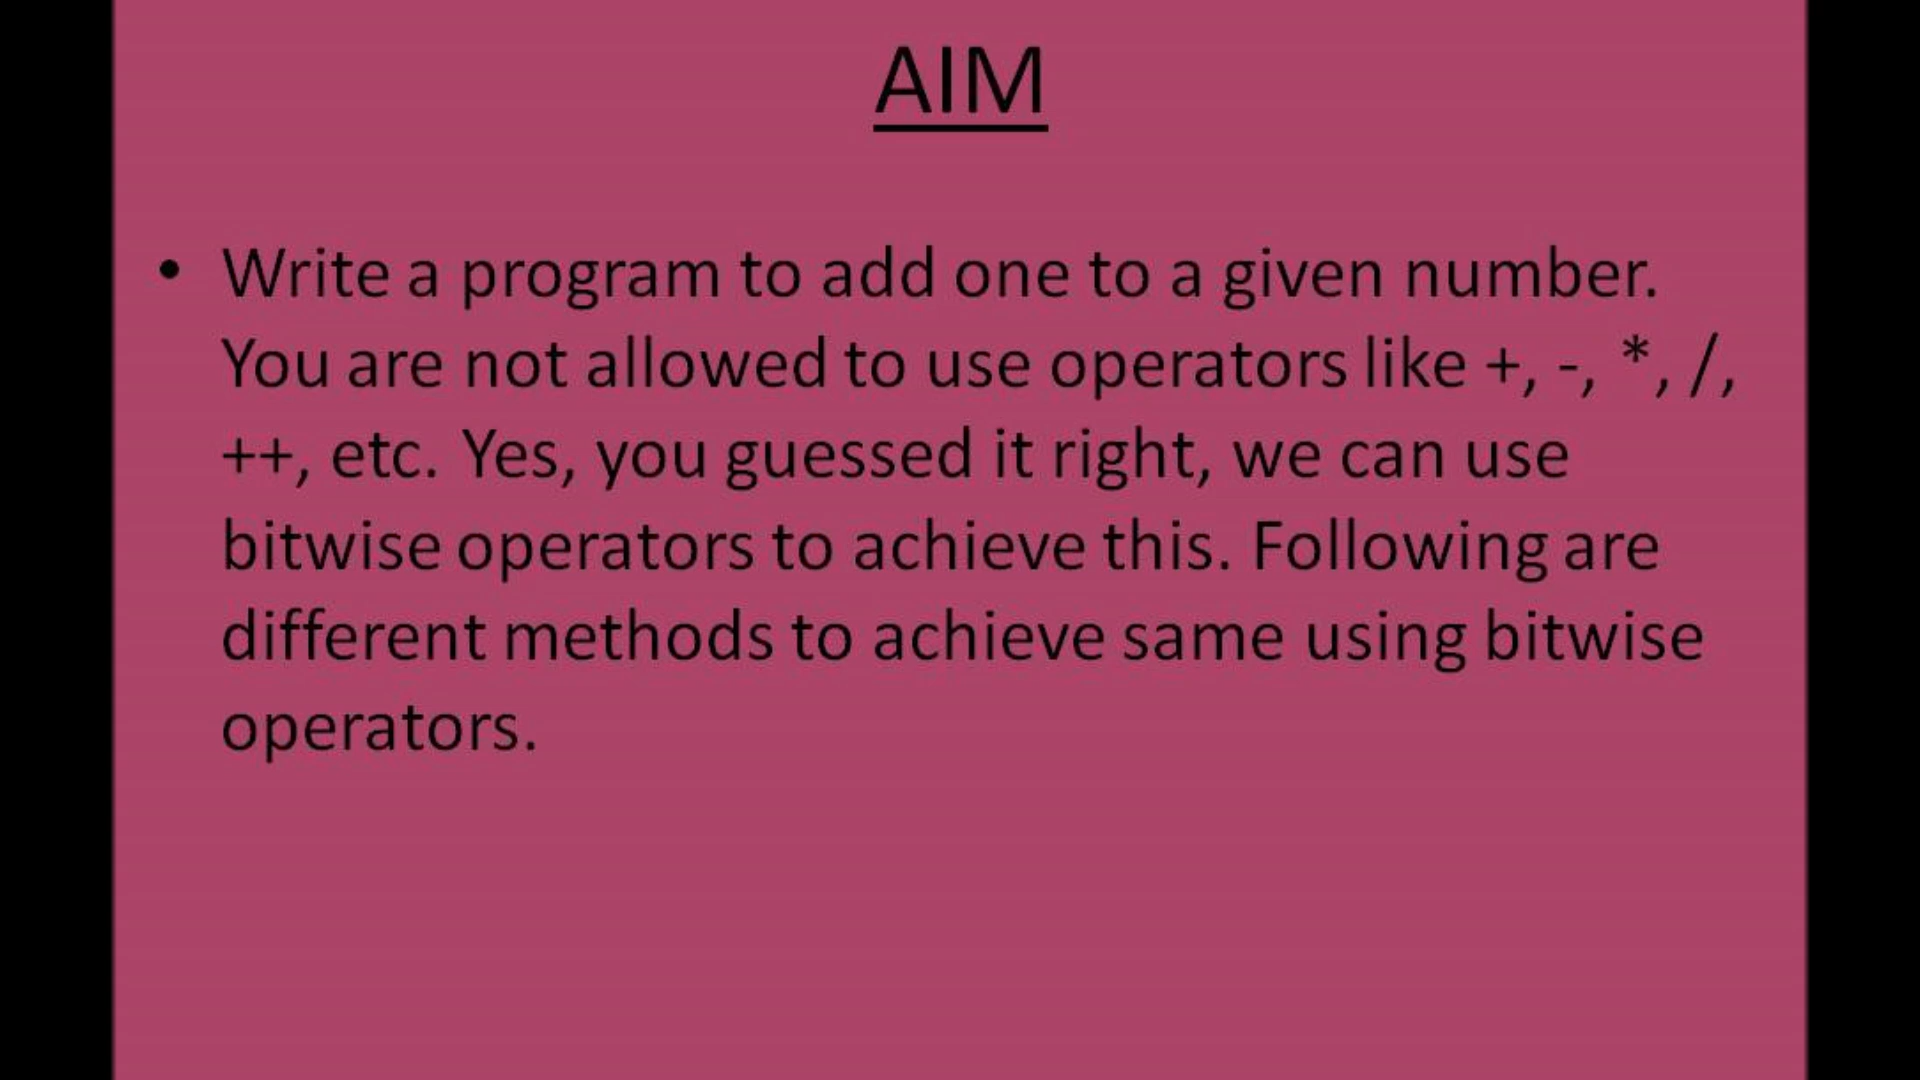 AIM
• Write a program to add one to a given number.
You are not allowed to use operators like +, -, *, /,
++, etc. Yes, you guessed it right, we can use
bitwise operators to achieve this. Following are
different methods to achieve same using bitwise
operators.